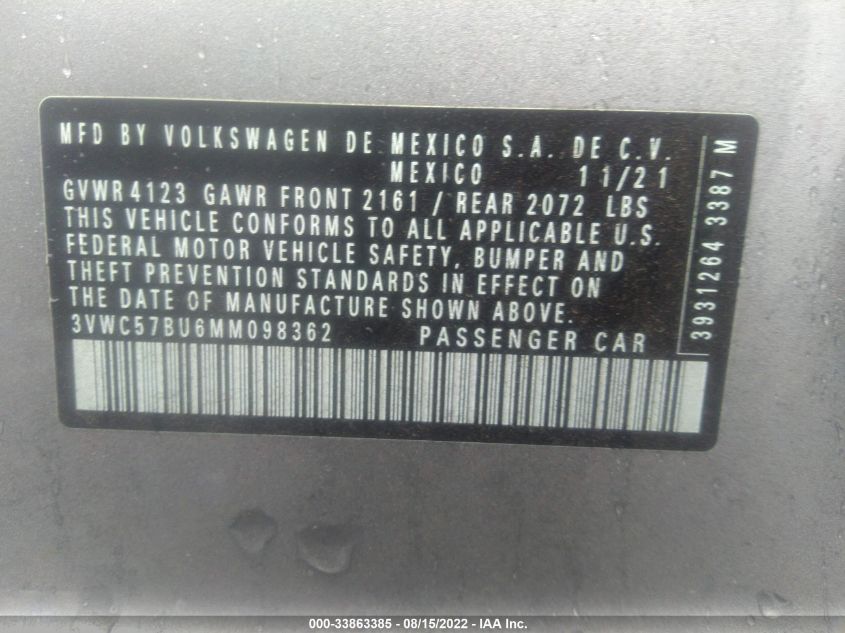 MFD BY VOLKSWAGEN DE MEXICO S.A. DE C.V.
MEXICO 11/21
GVWR 4123 GAWR FRONT 2161 / REAR 2072 LBS
THIS VEHICLE CONFORMS TO ALL APPLICABLE U.S.
FEDERAL MOTOR VEHICLE SAFETY, BUMPER AND
THEFT PREVENTION STANDARDS IN EFFECT ON
THE DATE OF MANUFACTURE SHOWN ABOVE.
3VWC57BU6MM098362 PASSENGER CAR
3931264 3387 M
000-33863385 - 08/15/2022 - IAA Inc.